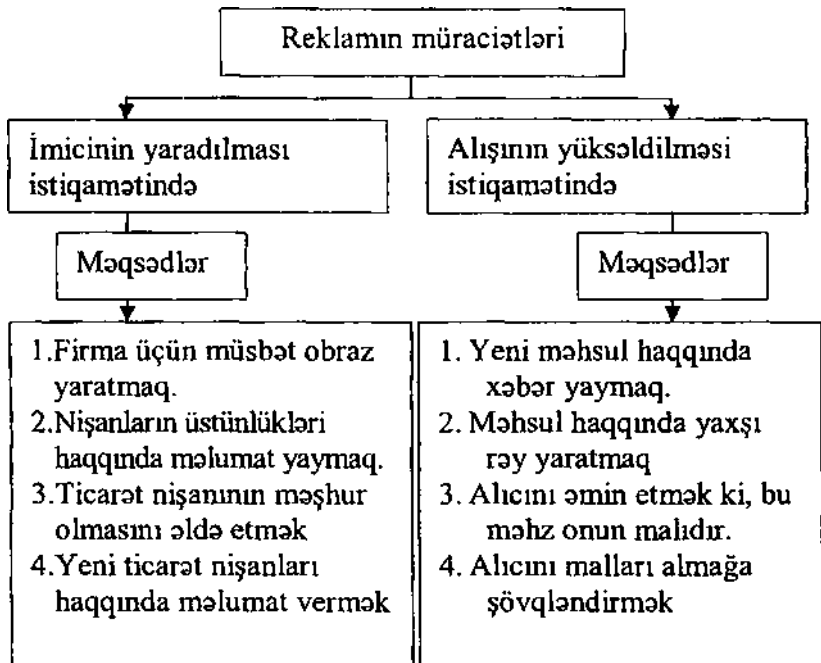 Reklamın müraciətləri
İmicinin yaradılması
istiqamətində
Alışının yüksəldilməsi
istiqamətində
Məqsədlər
Məqsədlər
1.Firma üçün müsbət obraz
yaratmaq.
2.Nişanların üstünlükləri
haqqında məlumat yaymaq.
3.Ticarət nişanının məşhur
olmasını əldə etmək
4.Yeni ticarət nişanları
haqqında məlumat vermək
1. Yeni məhsul haqqında
xəbər yaymaq.
2. Məhsul haqqında yaxşı
rəy yaratmaq
3. Alıcını əmin etmək ki, bu
məhz onun malıdır.
4. Alıcını malları almağa
şövqləndirmək